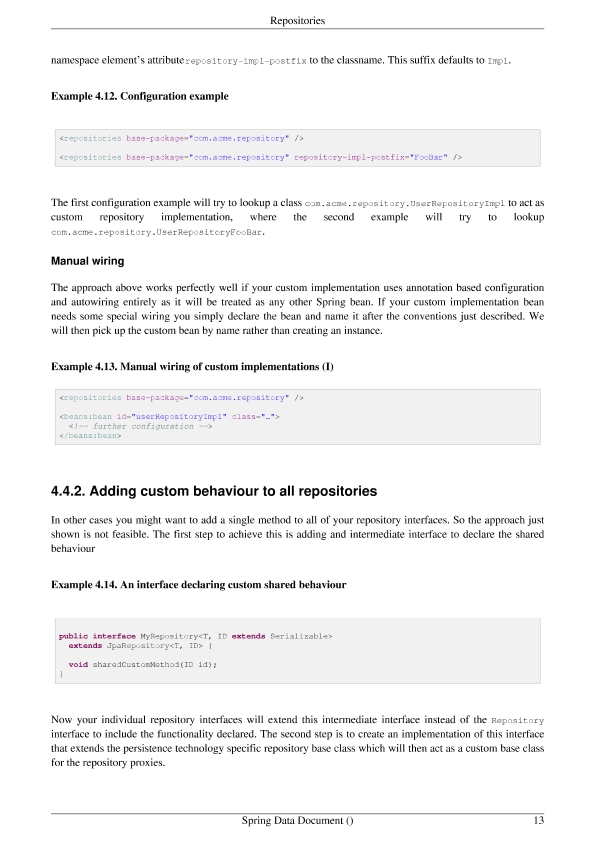 Repositories
namespace element's attribute repository-impl-postfix to the classname. This suffix defaults to Impl.
Example 4.12. Configuration example
<repositories base-package="com.acme.repository" />
<repositories base-package="com.acme.repository" repository-impl-postfix="FooBar" />
The first configuration example will try to lookup a class com.acme.repository.UserRepositoryImpl to act as
custom repository implementation, where the second example will try to lookup
com.acme.repository.UserRepositoryFooBar.
Manual wiring
The approach above works perfectly well if your custom implementation uses annotation based configuration
and autowiring entirely as it will be treated as any other Spring bean. If your custom implementation bean
needs some special wiring you simply declare the bean and name it after the conventions just described. We
will then pick up the custom bean by name rather than creating an instance.
Example 4.13. Manual wiring of custom implementations (I)
<repositories base-package="com.acme.repository" />
<beans:bean id="userRepositoryImpl" class="…">
<!-- further configuration -->
</beans:bean>
4.4.2. Adding custom behaviour to all repositories
In other cases you might want to add a single method to all of your repository interfaces. So the approach just
shown is not feasible. The first step to achieve this is adding and intermediate interface to declare the shared
behaviour
Example 4.14. An interface declaring custom shared behaviour
public interface MyRepository<T, ID extends Serializable>
extends JpaRepository<T, ID> {
void sharedCustomMethod(ID id);
}
Now your individual repository interfaces will extend this intermediate interface instead of the Repository
interface to include the functionality declared. The second step is to create an implementation of this interface
that extends the persistence technology specific repository base class which will then act as a custom base class
for the repository proxies.
Spring Data Document () 13